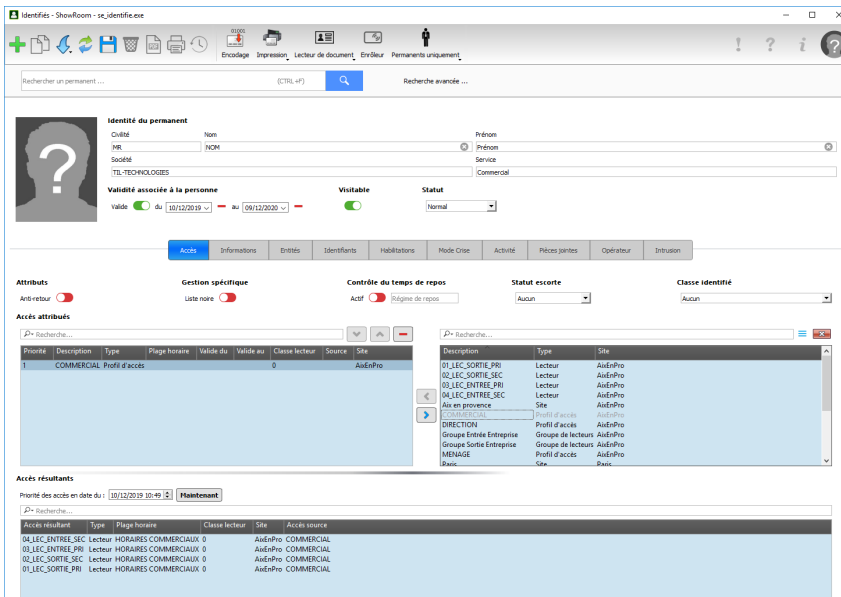 Identifiés - ShowRoom - se_identifie.exe
01001
Encodage Impression Lecteur de document Enrôleur Permanents uniquement
Rechercher un permanent ... (CTRL+F) Recherche avancée ...
Identité du permanent
Civilité Nom Prénom
MR NOM Prénom
Société Service
TIL-TECHNOLOGIES Commercial
Validité associée à la personne Visitable Statut
Valide du 10/12/2019 au 09/12/2020 Normal
Accès Informations Entités Identifiants Habilitations Mode Crise Activité Pièces jointes Opérateur Intrusion
Attributs Gestion spécifique Contrôle du temps de repos Statut escorte Classe identifié
Anti-retour Liste noire Actif Régime de repos Aucun Aucun
Accès attribués
Recherche... Recherche...
Priorité Description Type Plage horaire Valide du Valide au Classe lecteur Source Site
1 COMMERCIAL Profil d'accès 0 AixEnPro
Description Type Site
01_LEC_SORTIE_PRI Lecteur AixEnPro
02_LEC_SORTIE_SEC Lecteur AixEnPro
03_LEC_ENTREE_PRI Lecteur AixEnPro
04_LEC_ENTREE_SEC Lecteur AixEnPro
Aix en provence Site AixEnPro
COMMERCIAL Profil d'accès AixEnPro
DIRECTION Profil d'accès AixEnPro
Groupe Entrée Entreprise Groupe de lecteurs AixEnPro
Groupe Sortie Entreprise Groupe de lecteurs AixEnPro
MENAGE Profil d'accès AixEnPro
Paris Site Paris
Accès résultants
Priorité des accès en date du : 10/12/2019 10:49 Maintenant
Recherche...
Accès résultant Type Plage horaire Classe lecteur Site Accès source
04_LEC_ENTREE_SEC Lecteur HORAIRES COMMERCIAUX 0 AixEnPro COMMERCIAL
03_LEC_ENTREE_PRI Lecteur HORAIRES COMMERCIAUX 0 AixEnPro COMMERCIAL
02_LEC_SORTIE_SEC Lecteur HORAIRES COMMERCIAUX 0 AixEnPro COMMERCIAL
01_LEC_SORTIE_PRI Lecteur HORAIRES COMMERCIAUX 0 AixEnPro COMMERCIAL